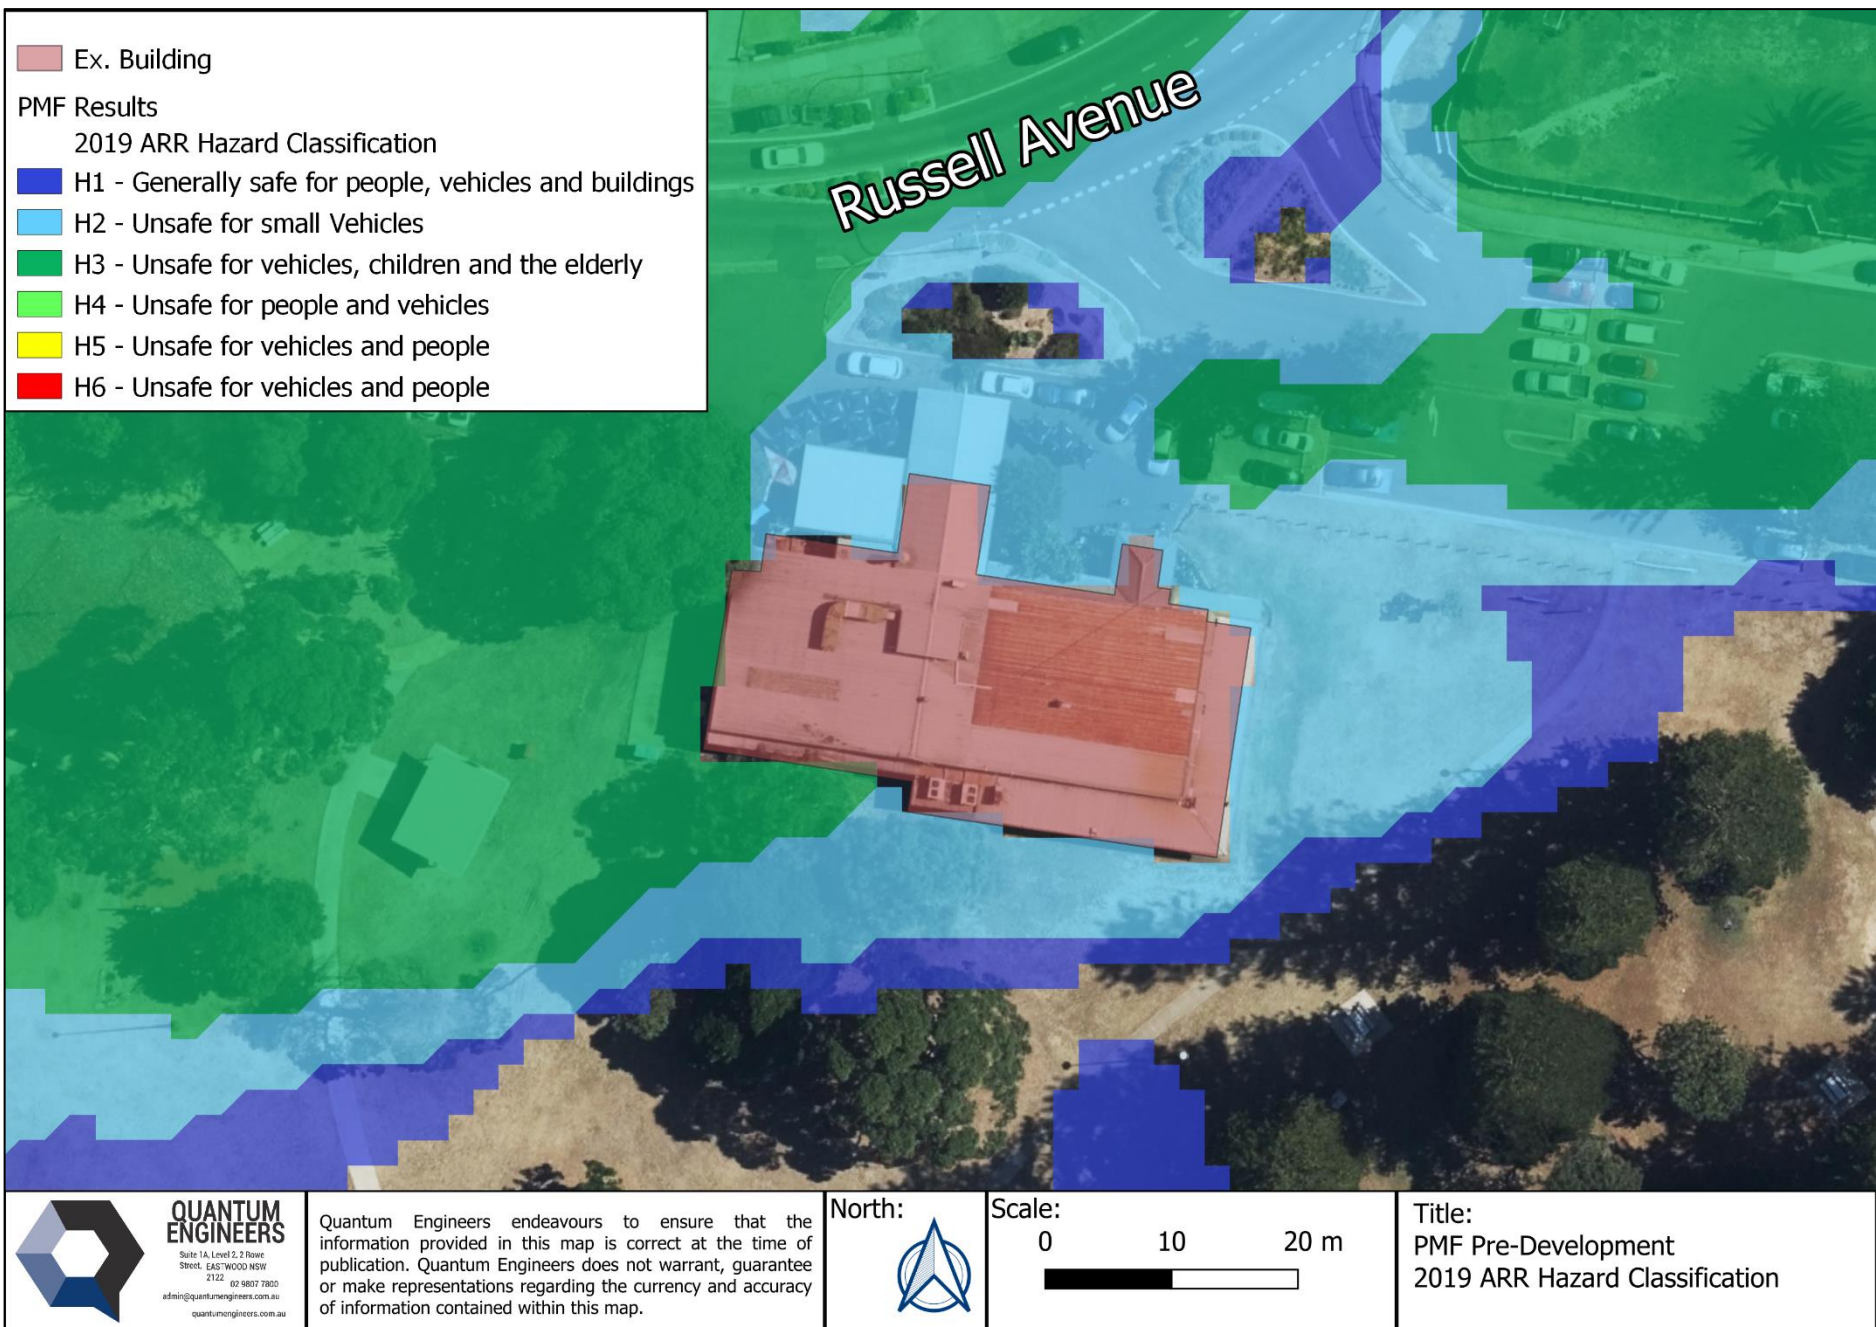 Ex. Building
PMF Results
2019 ARR Hazard Classification
H1 - Generally safe for people, vehicles and buildings
H2 - Unsafe for small Vehicles
H3 - Unsafe for vehicles, children and the elderly
H4 - Unsafe for people and vehicles
H5 - Unsafe for vehicles and people
H6 - Unsafe for vehicles and people
Russell Avenue
QUANTUM
ENGINEERS
Suite 1A, Level 2, 2 Rowe
Street, EASTWOOD NSW
2122
02 9807 7800
admin@quantumengineers.com.au
quantumengineers.com.au
Quantum Engineers endeavours to ensure that the
information provided in this map is correct at the time of
publication. Quantum Engineers does not warrant, guarantee
or make representations regarding the currency and accuracy
of information contained within this map.
North:
Scale:
0 10 20 m
Title:
PMF Pre-Development
2019 ARR Hazard Classification